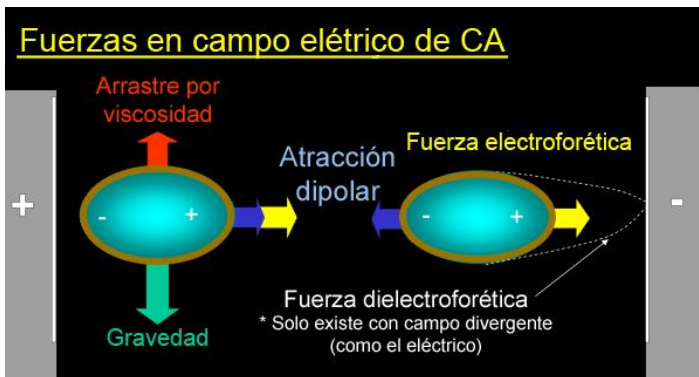 Fuerzas en campo elétrico de CA
Arrastre por
viscosidad
Atracción
dipolar
Fuerza electroforética
+
-
+
-
+
-
Fuerza dielectroforética
* Solo existe con campo divergente
(como el eléctrico)
Gravedad